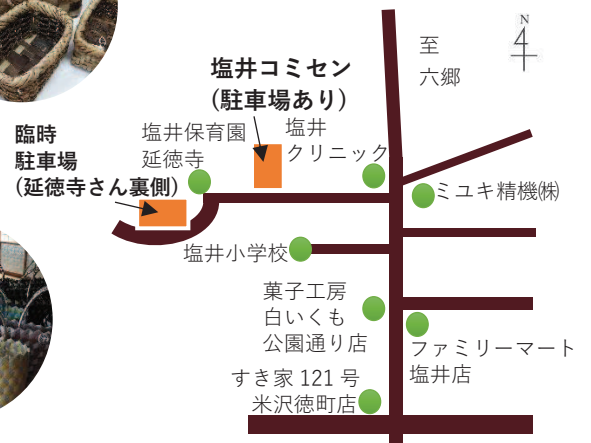 N
至
六郷
塩井コミセン
(駐車場あり)
臨時
駐車場
(延徳寺さん裏側)
塩井保育園
延徳寺
塩井
クリニック
ミユキ精機㈱
塩井小学校
菓子工房
白いくも
公園通り店
ファミリーマート
塩井店
すき家 121 号
米沢徳町店